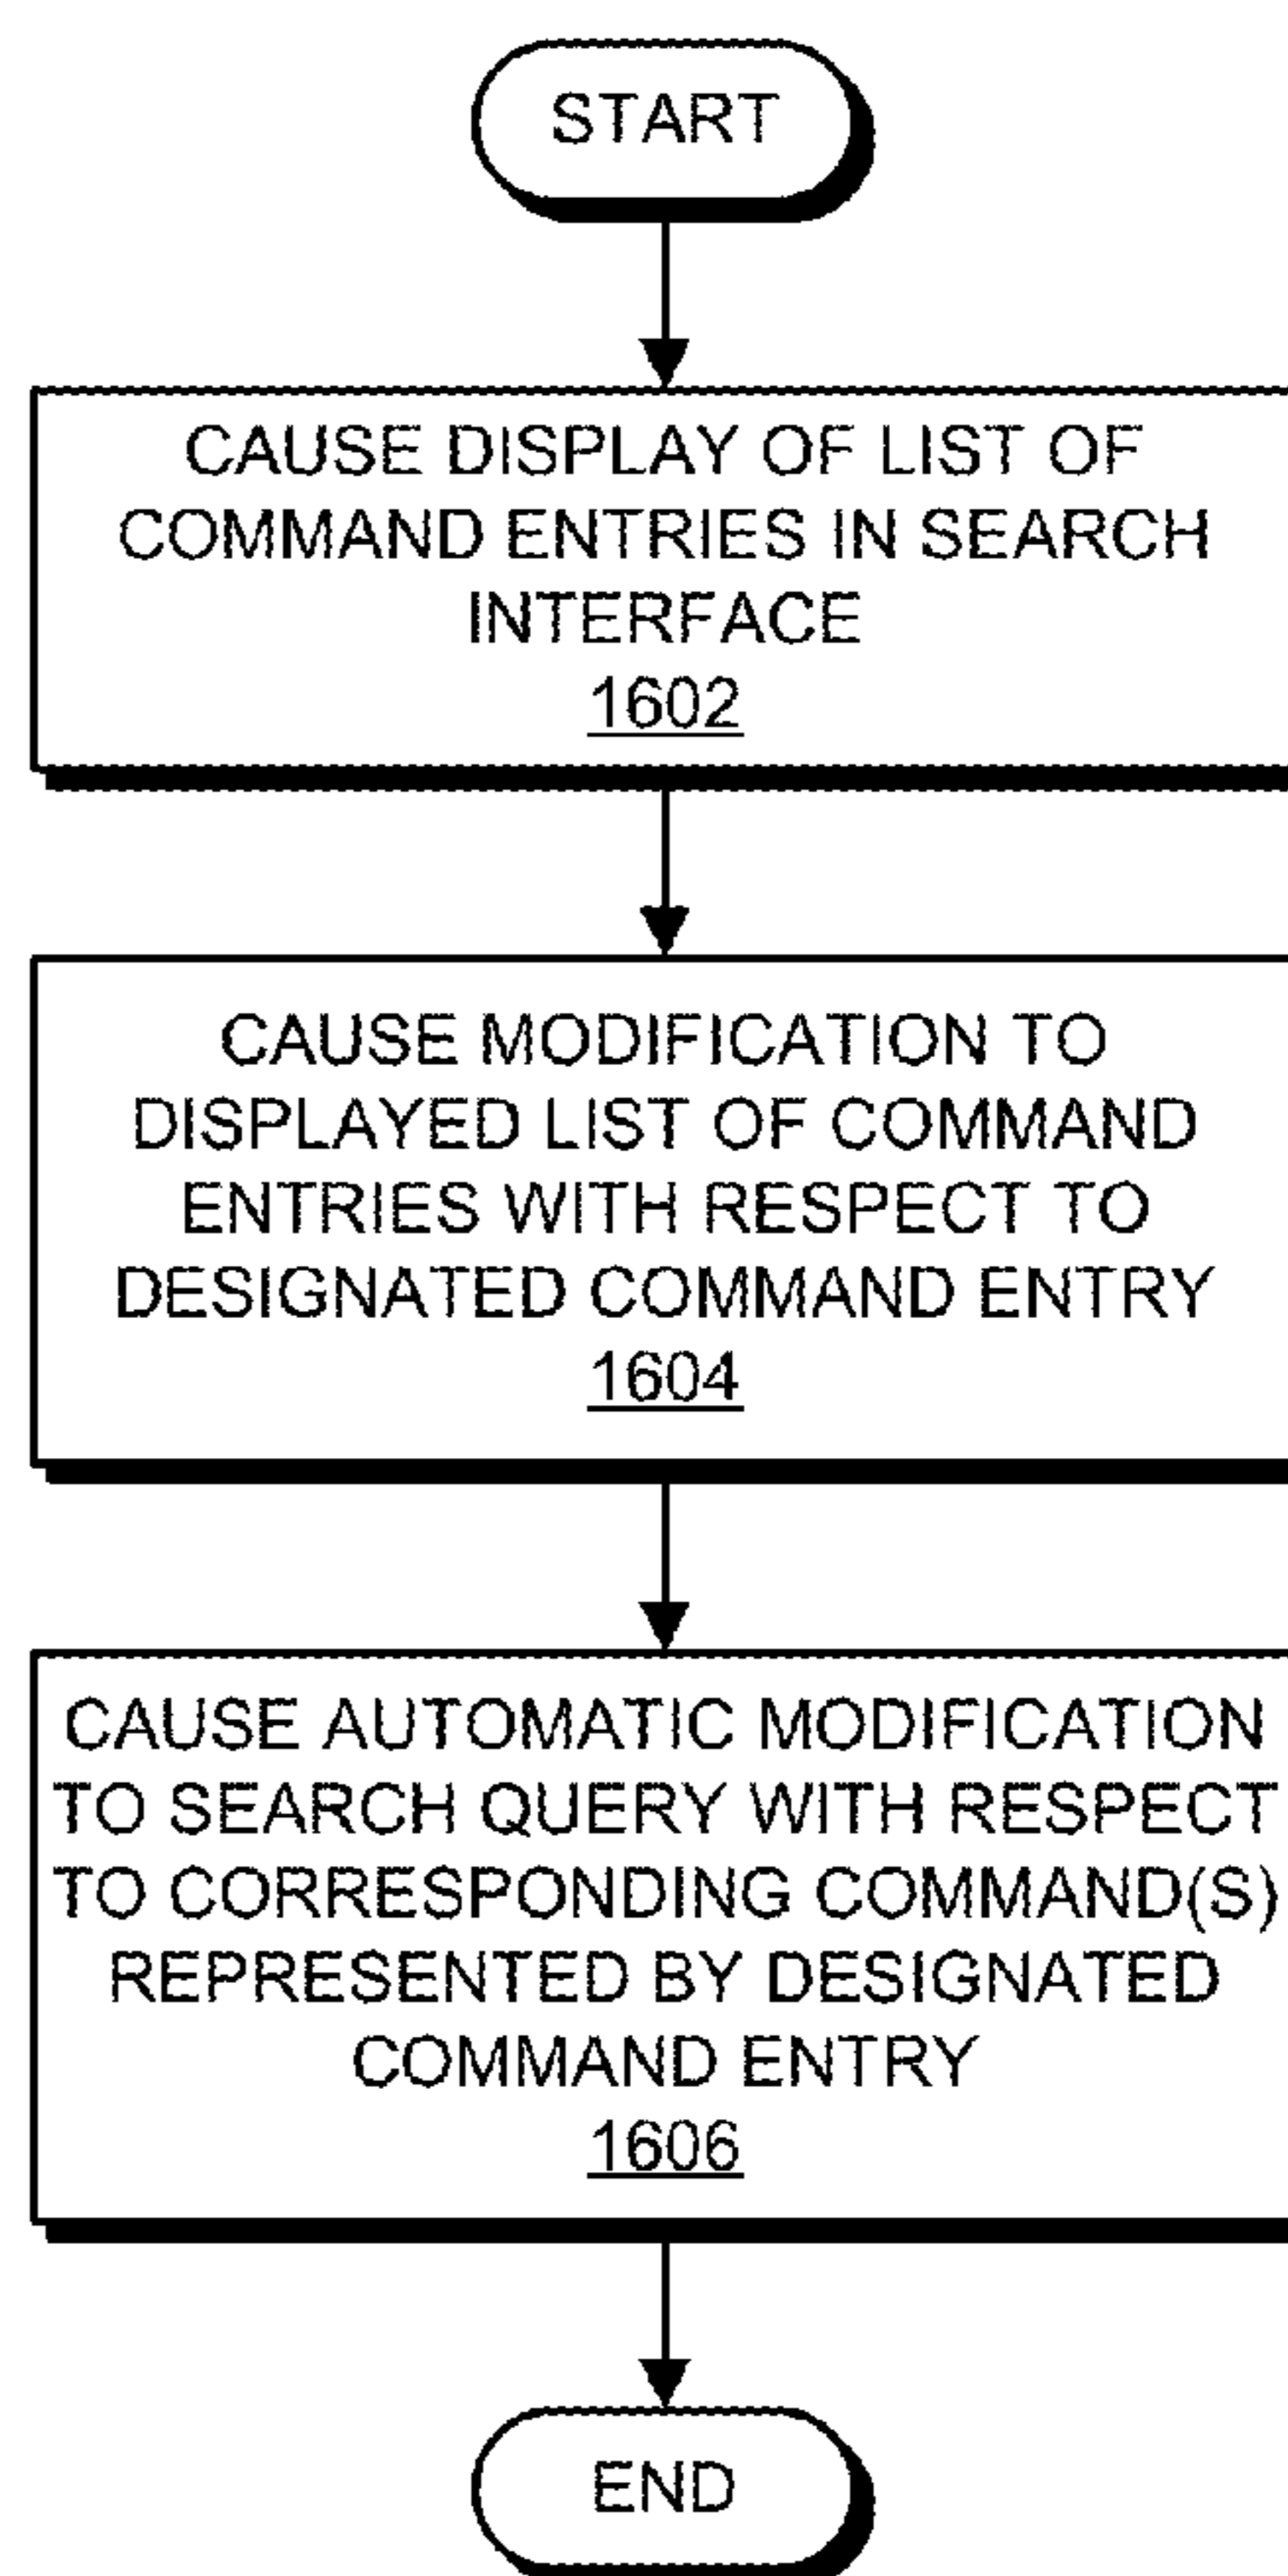 START
CAUSE DISPLAY OF LIST OF
COMMAND ENTRIES IN SEARCH
INTERFACE
1602
CAUSE MODIFICATION TO
DISPLAYED LIST OF COMMAND
ENTRIES WITH RESPECT TO
DESIGNATED COMMAND ENTRY
1604
CAUSE AUTOMATIC MODIFICATION
TO SEARCH QUERY WITH RESPECT
TO CORRESPONDING COMMAND(S)
REPRESENTED BY DESIGNATED
COMMAND ENTRY
1606
END